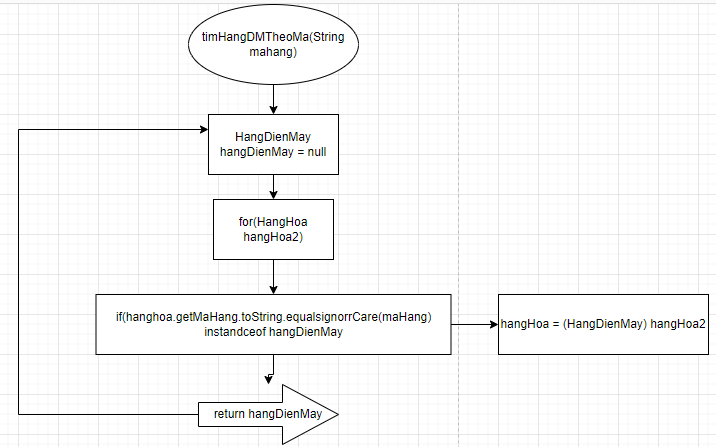 timHangDMTheoMa(String
mahang)
HangDienMay
hangDienMay = null
for(HangHoa
hangHoa2)
if(hanghoa.getMaHang.toString.equalsignorrCare(maHang)
instandceof hangDienMay
hangHoa = (HangDienMay) hangHoa2
return hangDienMay